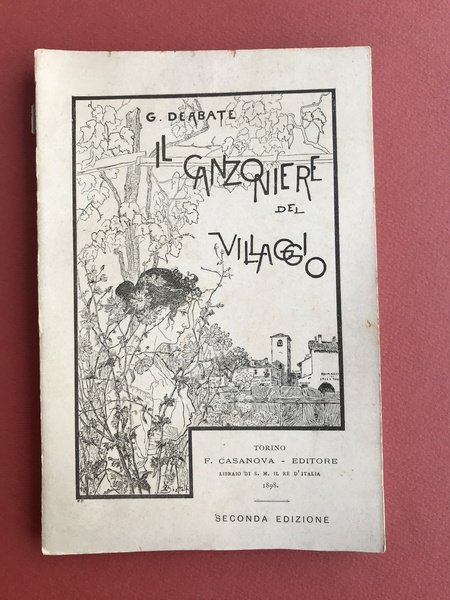 G. DEABATE
IL CANZONIERE
DEL
VILLAGGIO
TORINO
F. CASANOVA - EDITORE
LIBRAIO DI S. M. IL RE D'ITALIA
1898.
SECONDA EDIZIONE